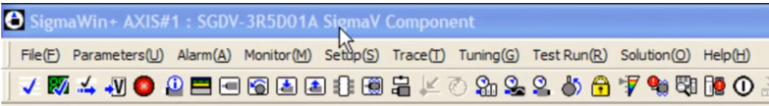 SigmaWin+ AXIS#1 : SGDV-3R5D01A SigmaV Component
File(F) Parameters(U) Alarm(A) Monitor(M) Setup(S) Trace(T) Tuning(G) Test Run(R) Solution(O) Help(H)